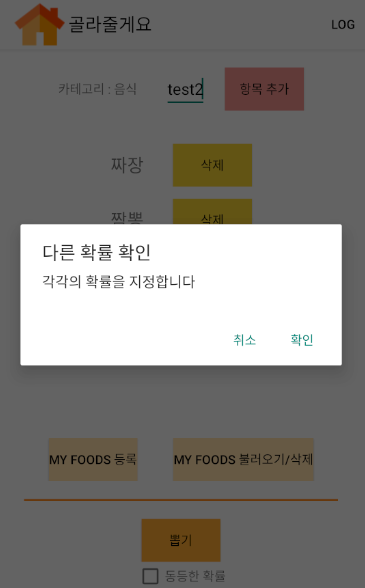 골라줄게요 LOG
카테고리 : 음식 test2 항목 추가
짜장 삭제
짬뽕 삭제
다른 확률 확인
각각의 확률을 지정합니다
취소 확인
MY FOODS 등록 MY FOODS 불러오기/삭제
뽑기
동등한 확률